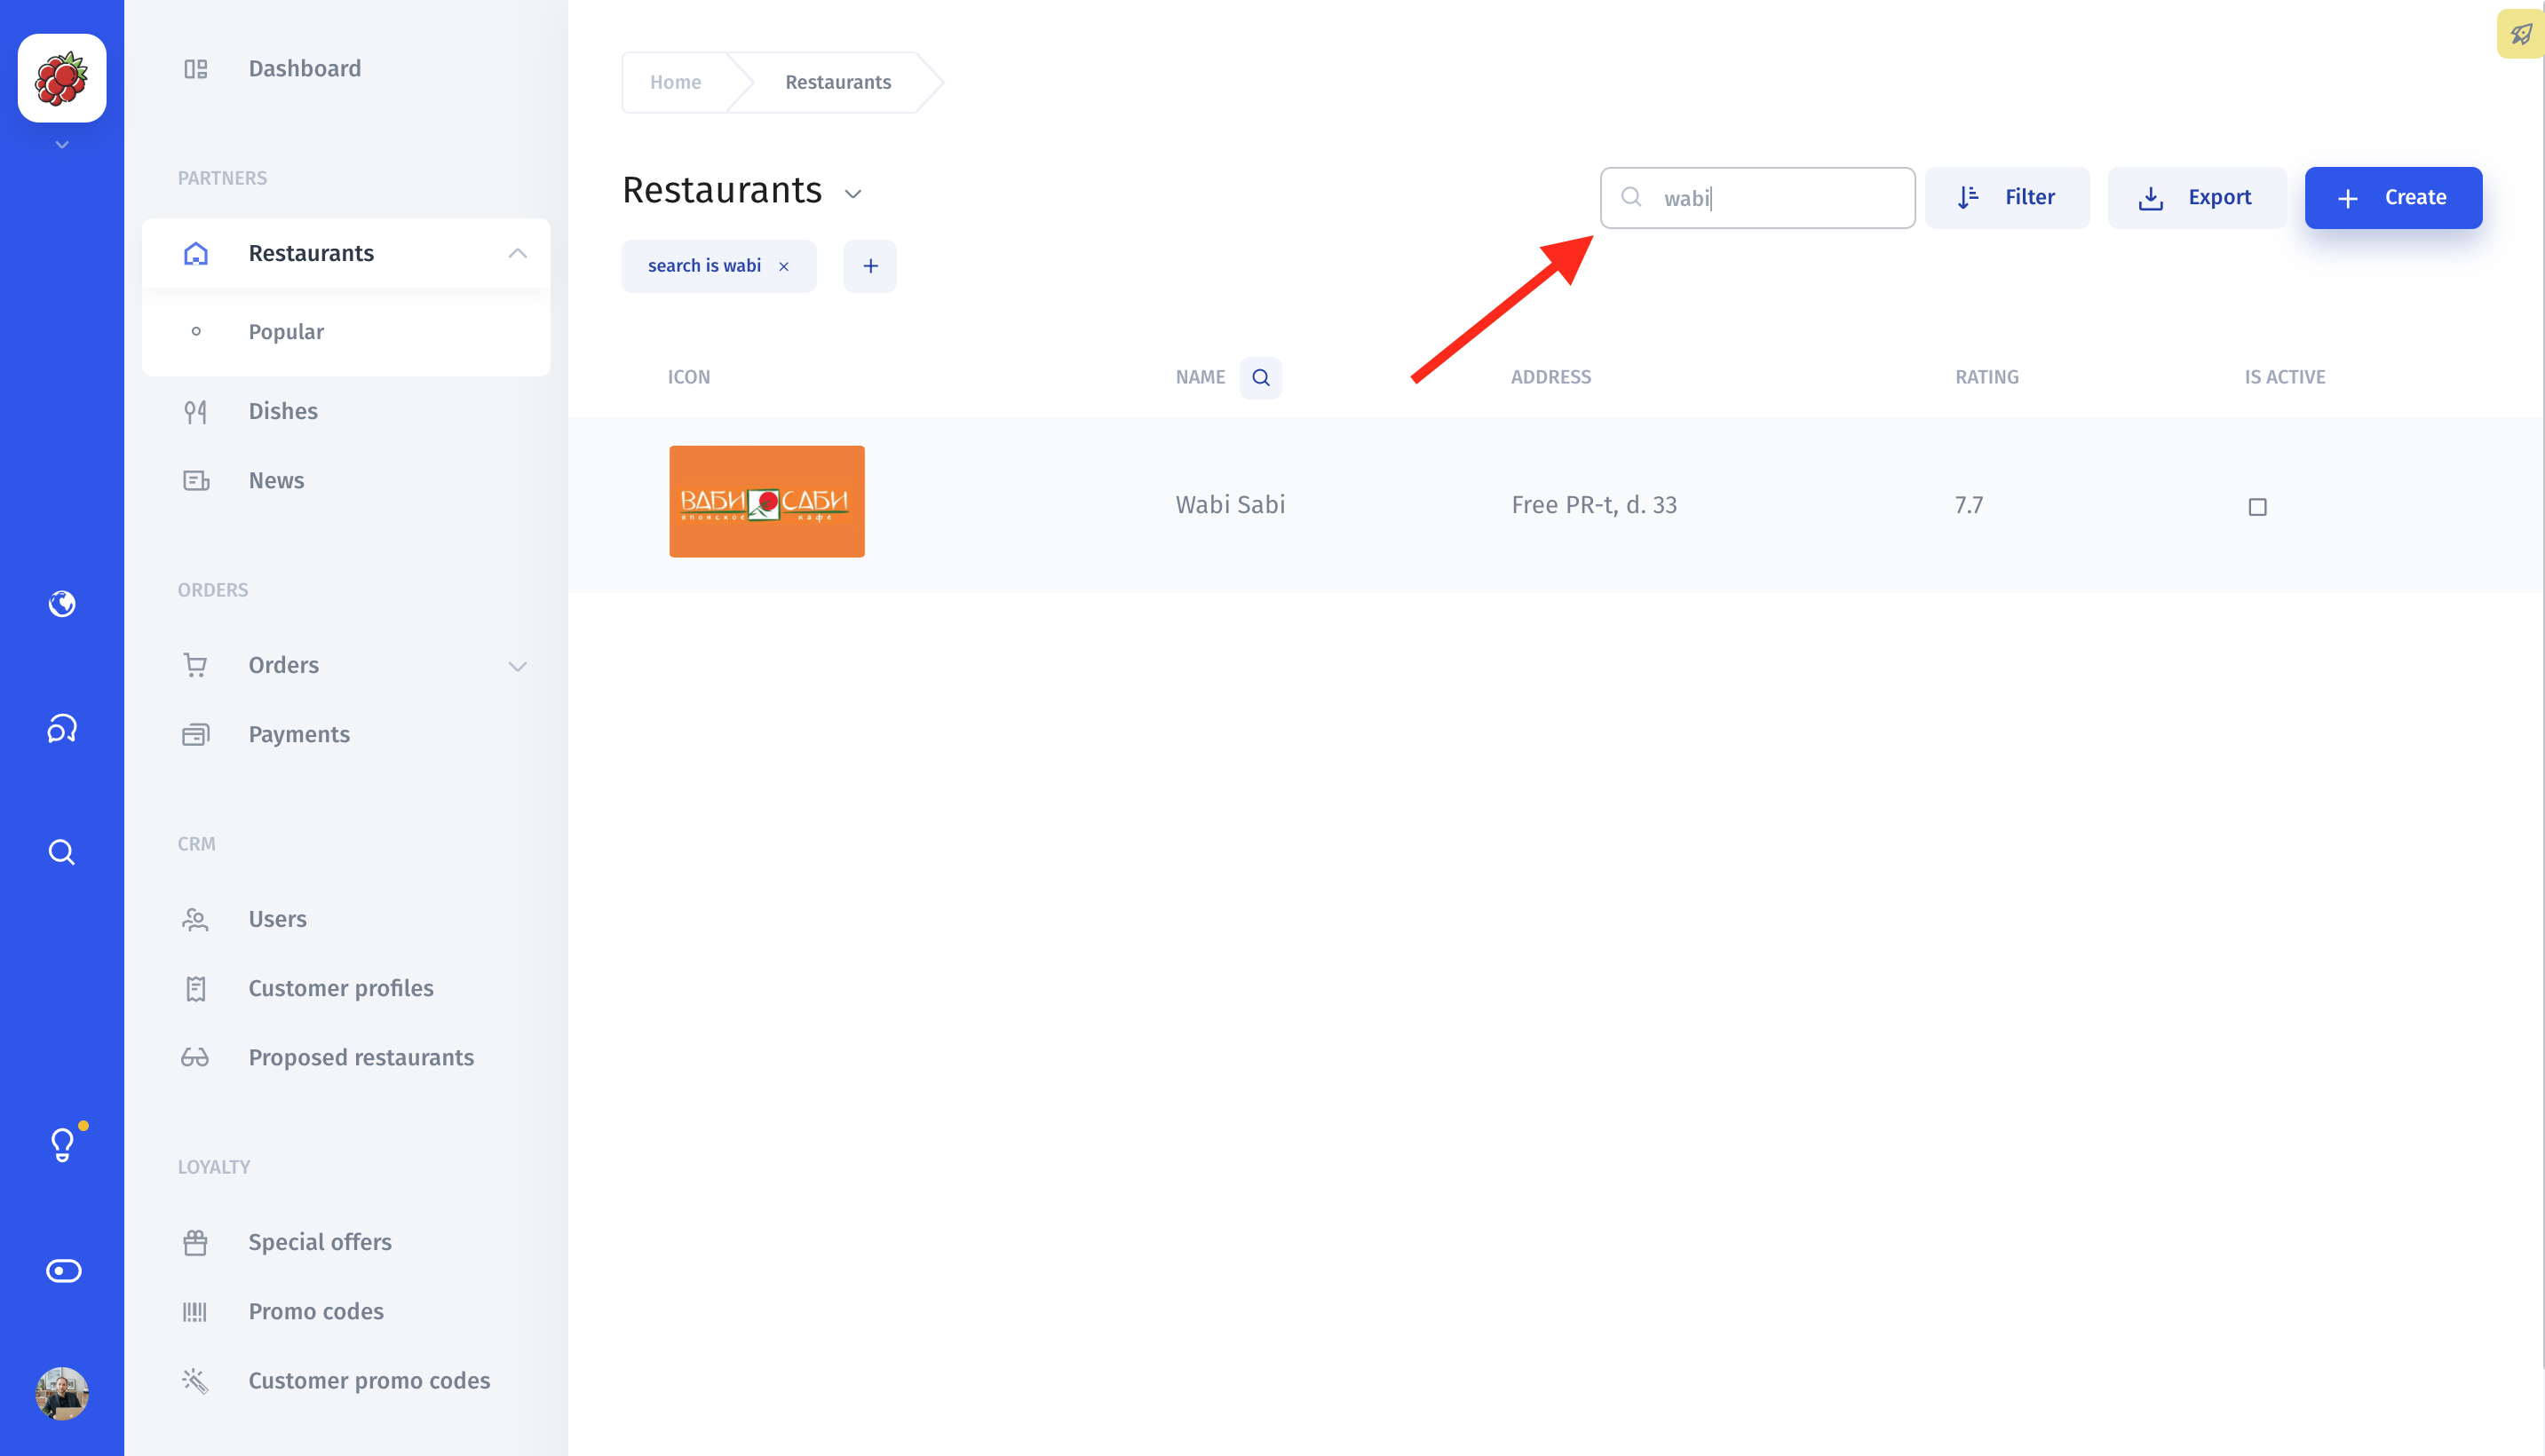 Dashboard
PARTNERS
Restaurants
Popular
Dishes
News
ORDERS
Orders
Payments
CRM
Users
Customer profiles
Proposed restaurants
LOYALTY
Special offers
Promo codes
Customer promo codes
Home
Restaurants
Restaurants
wabi
Filter
Export
Create
search is wabi ×
ICON NAME ADDRESS RATING IS ACTIVE
ВАБИ САБИ
японское кафе
Wabi Sabi Free PR-t, d. 33 7.7